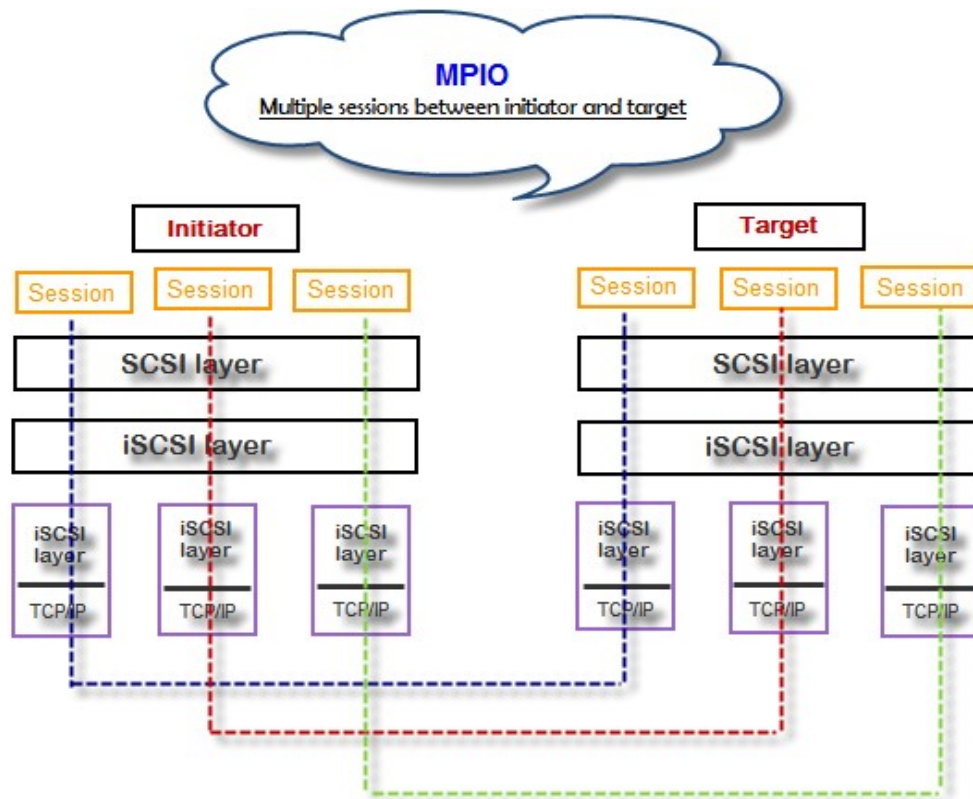 MPIO
Multiple sessions between initiator and target
Initiator
Target
Session
Session
Session
Session
Session
Session
SCSI layer
SCSI layer
iSCSI layer
iSCSI layer
iSCSI
layer
TCP/IP
iSCSI
layer
TCP/IP
iSCSI
layer
TCP/IP
iSCSI
layer
TCP/IP
iSCSI
layer
TCP/IP
iSCSI
layer
TCP/IP